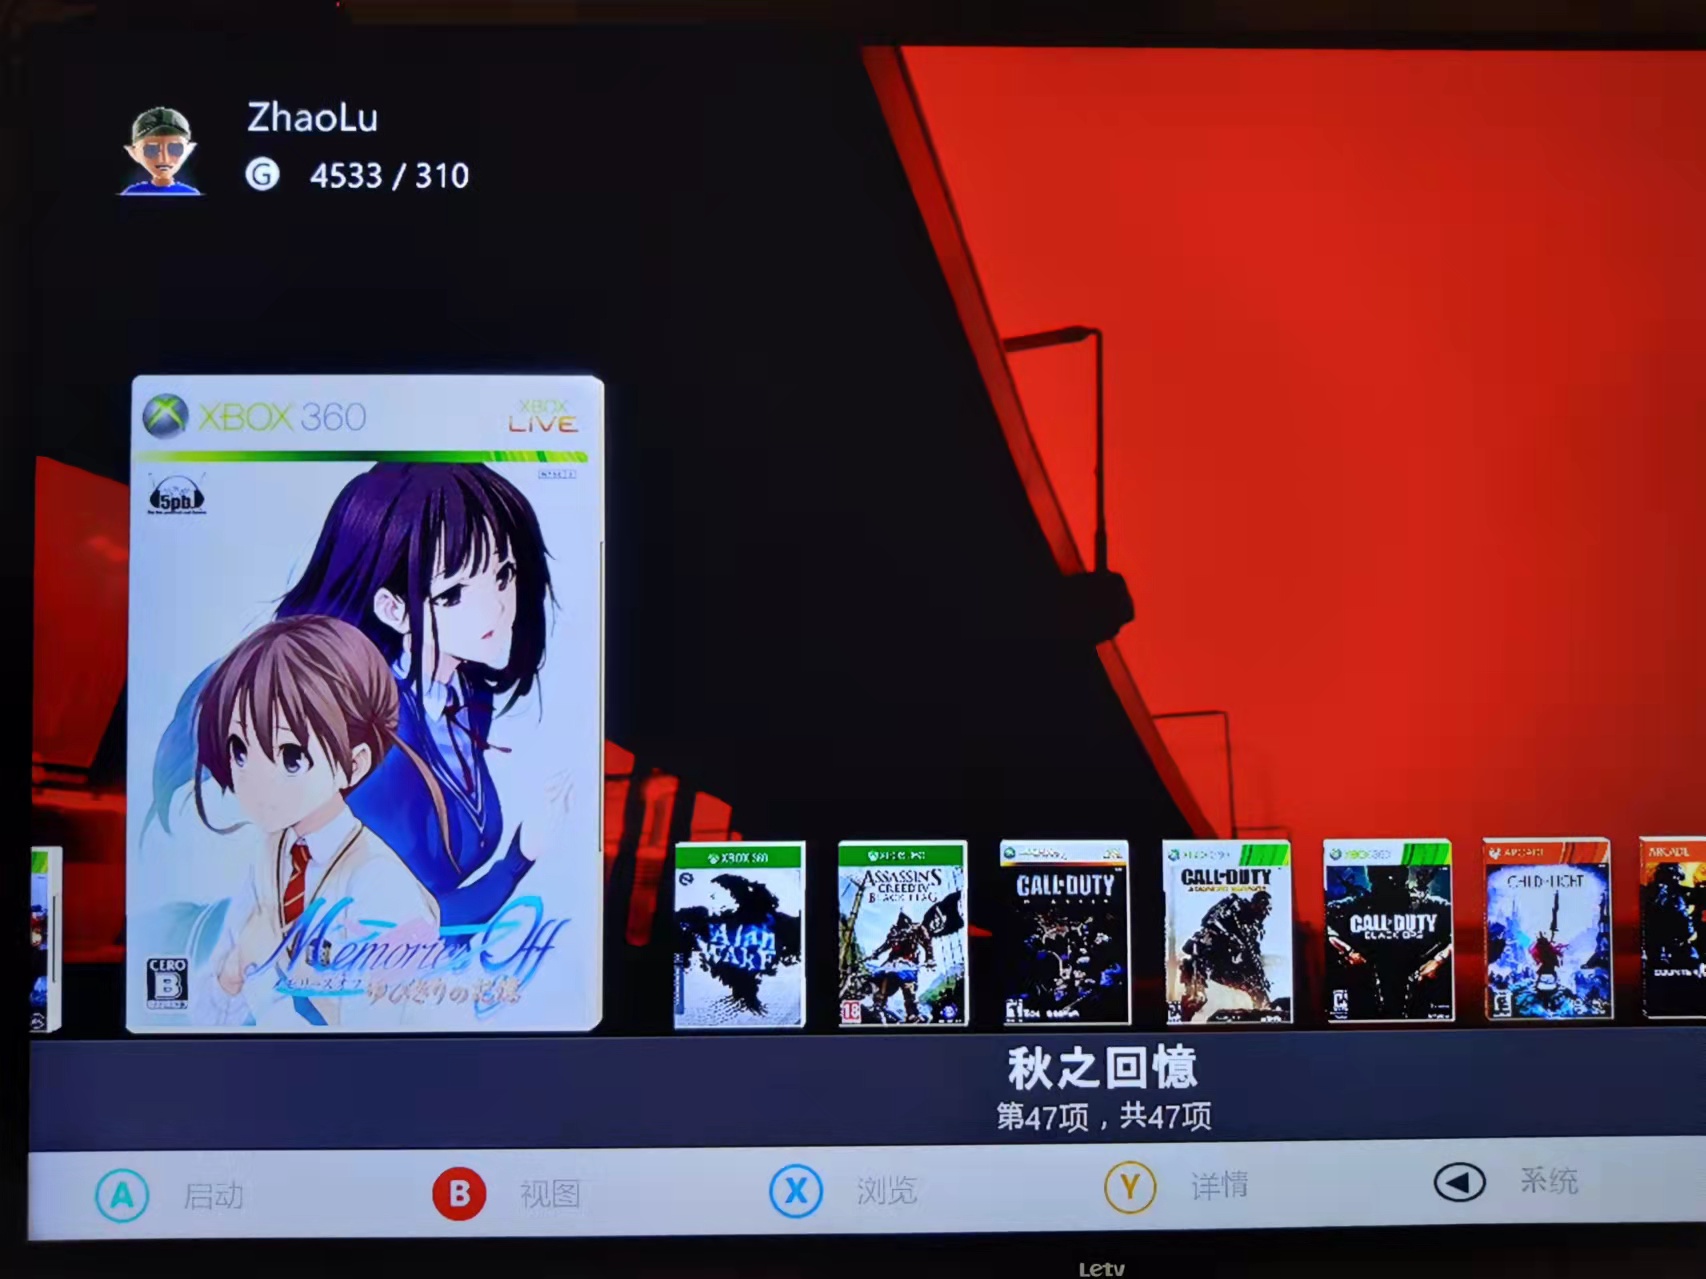 ZhaoLu
G 4533 / 310
XBOX 360
XBOX LIVE
5pb.
Memories Off
メモリーズオフ ゆびきりの記憶
CERO
B
XBOX 360
Alan
WAKE
ASSASSIN'S
CREED IV
BLACK FLAG
18
CALL OF DUTY
CALL OF DUTY
CALL OF DUTY
BLACK OPS
ARCADE
CHILD OF LIGHT
ARCADE
秋之回憶
第47项，共47项
A 启动
B 视图
X 浏览
Y 详情
系统
Letv